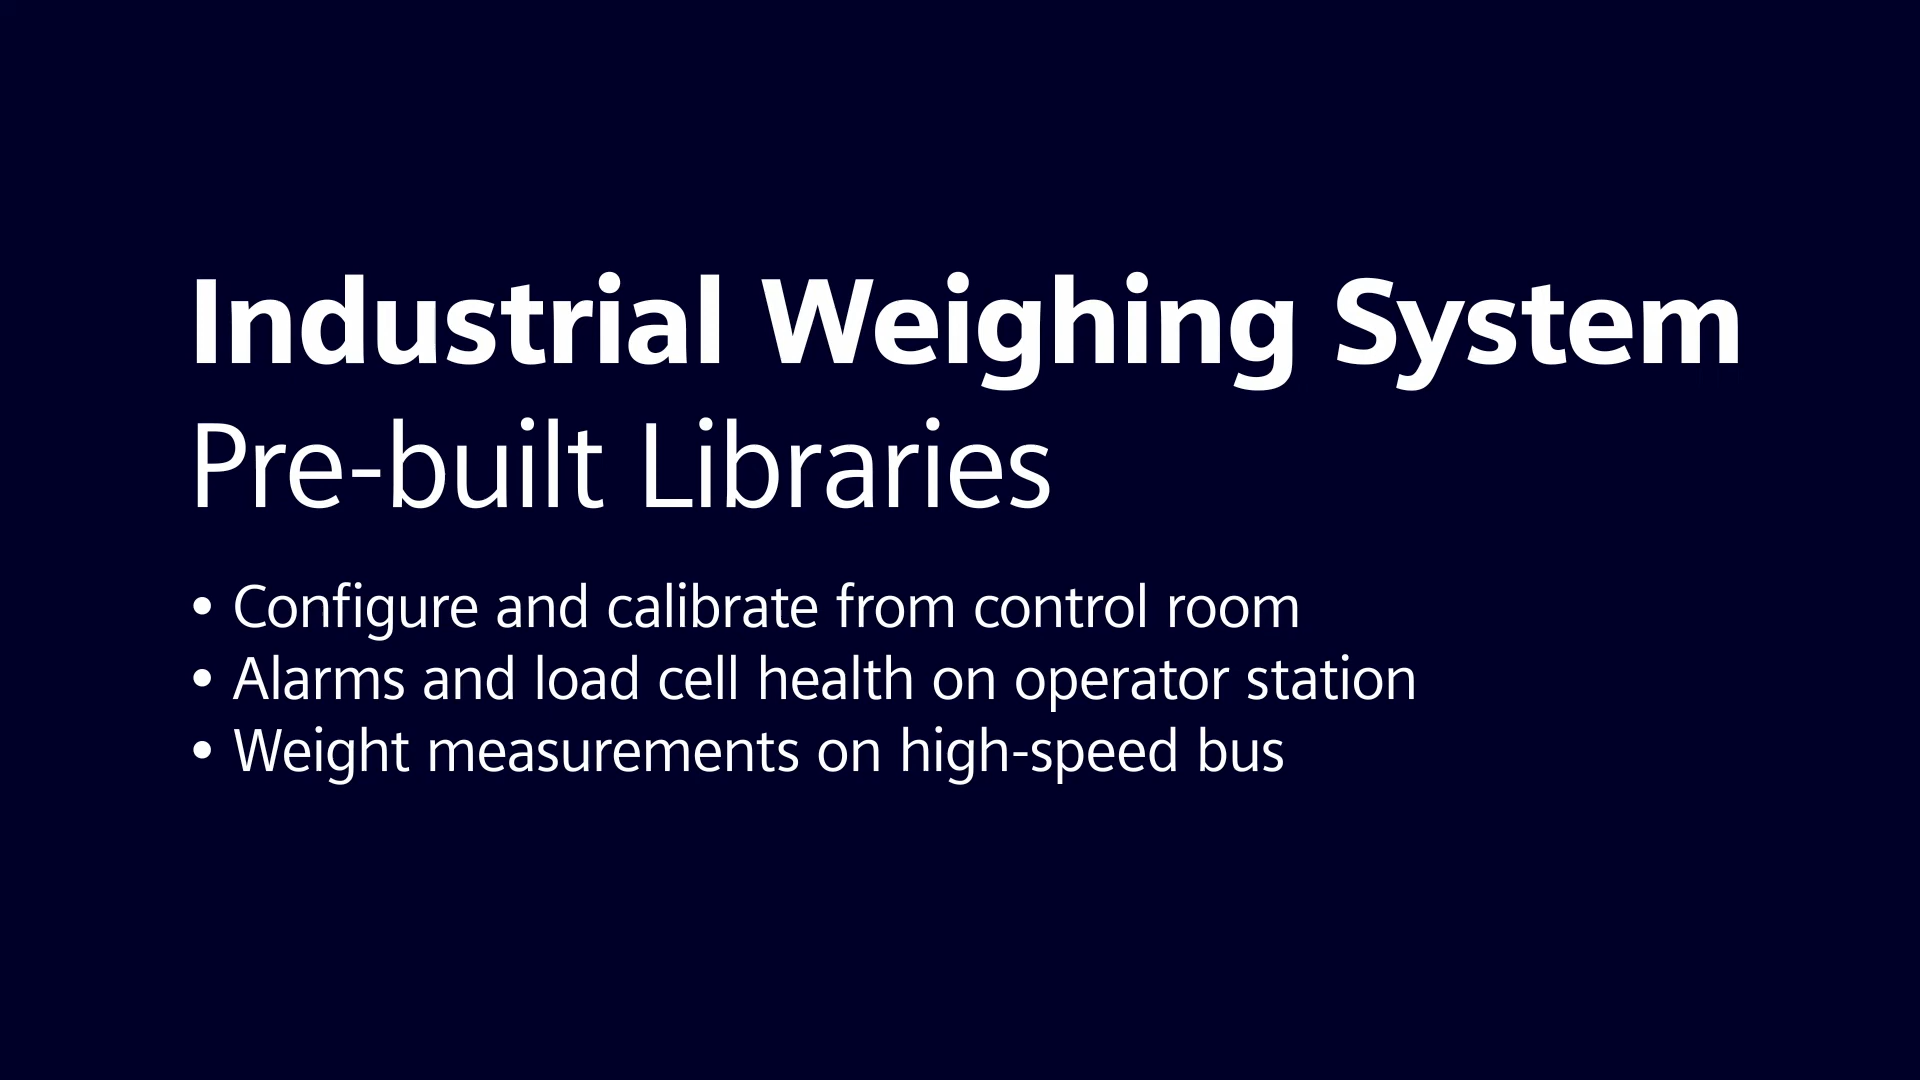 Industrial Weighing System
Pre-built Libraries
• Configure and calibrate from control room
• Alarms and load cell health on operator station
• Weight measurements on high-speed bus